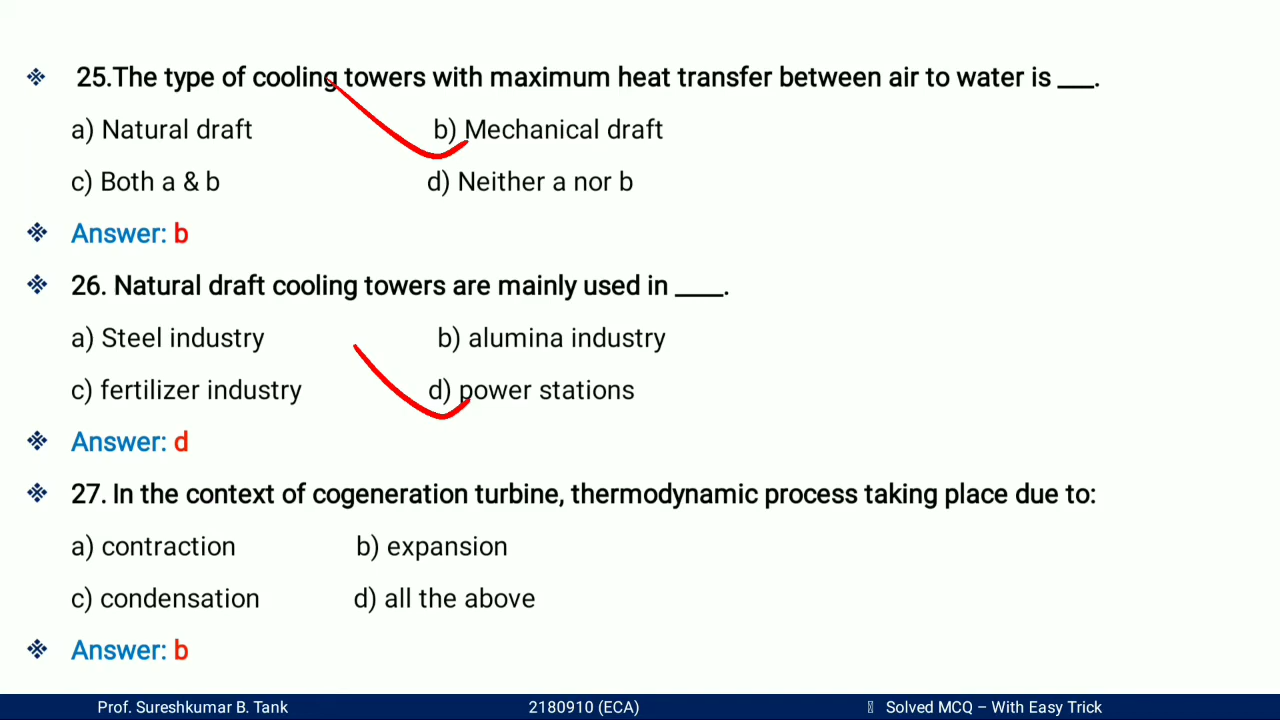 25.The type of cooling towers with maximum heat transfer between air to water is ___.
a) Natural draft b) Mechanical draft
c) Both a & b d) Neither a nor b
Answer: b
26. Natural draft cooling towers are mainly used in ____.
a) Steel industry b) alumina industry
c) fertilizer industry d) power stations
Answer: d
27. In the context of cogeneration turbine, thermodynamic process taking place due to:
a) contraction b) expansion
c) condensation d) all the above
Answer: b
Prof. Sureshkumar B. Tank 2180910 (ECA) Solved MCQ – With Easy Trick